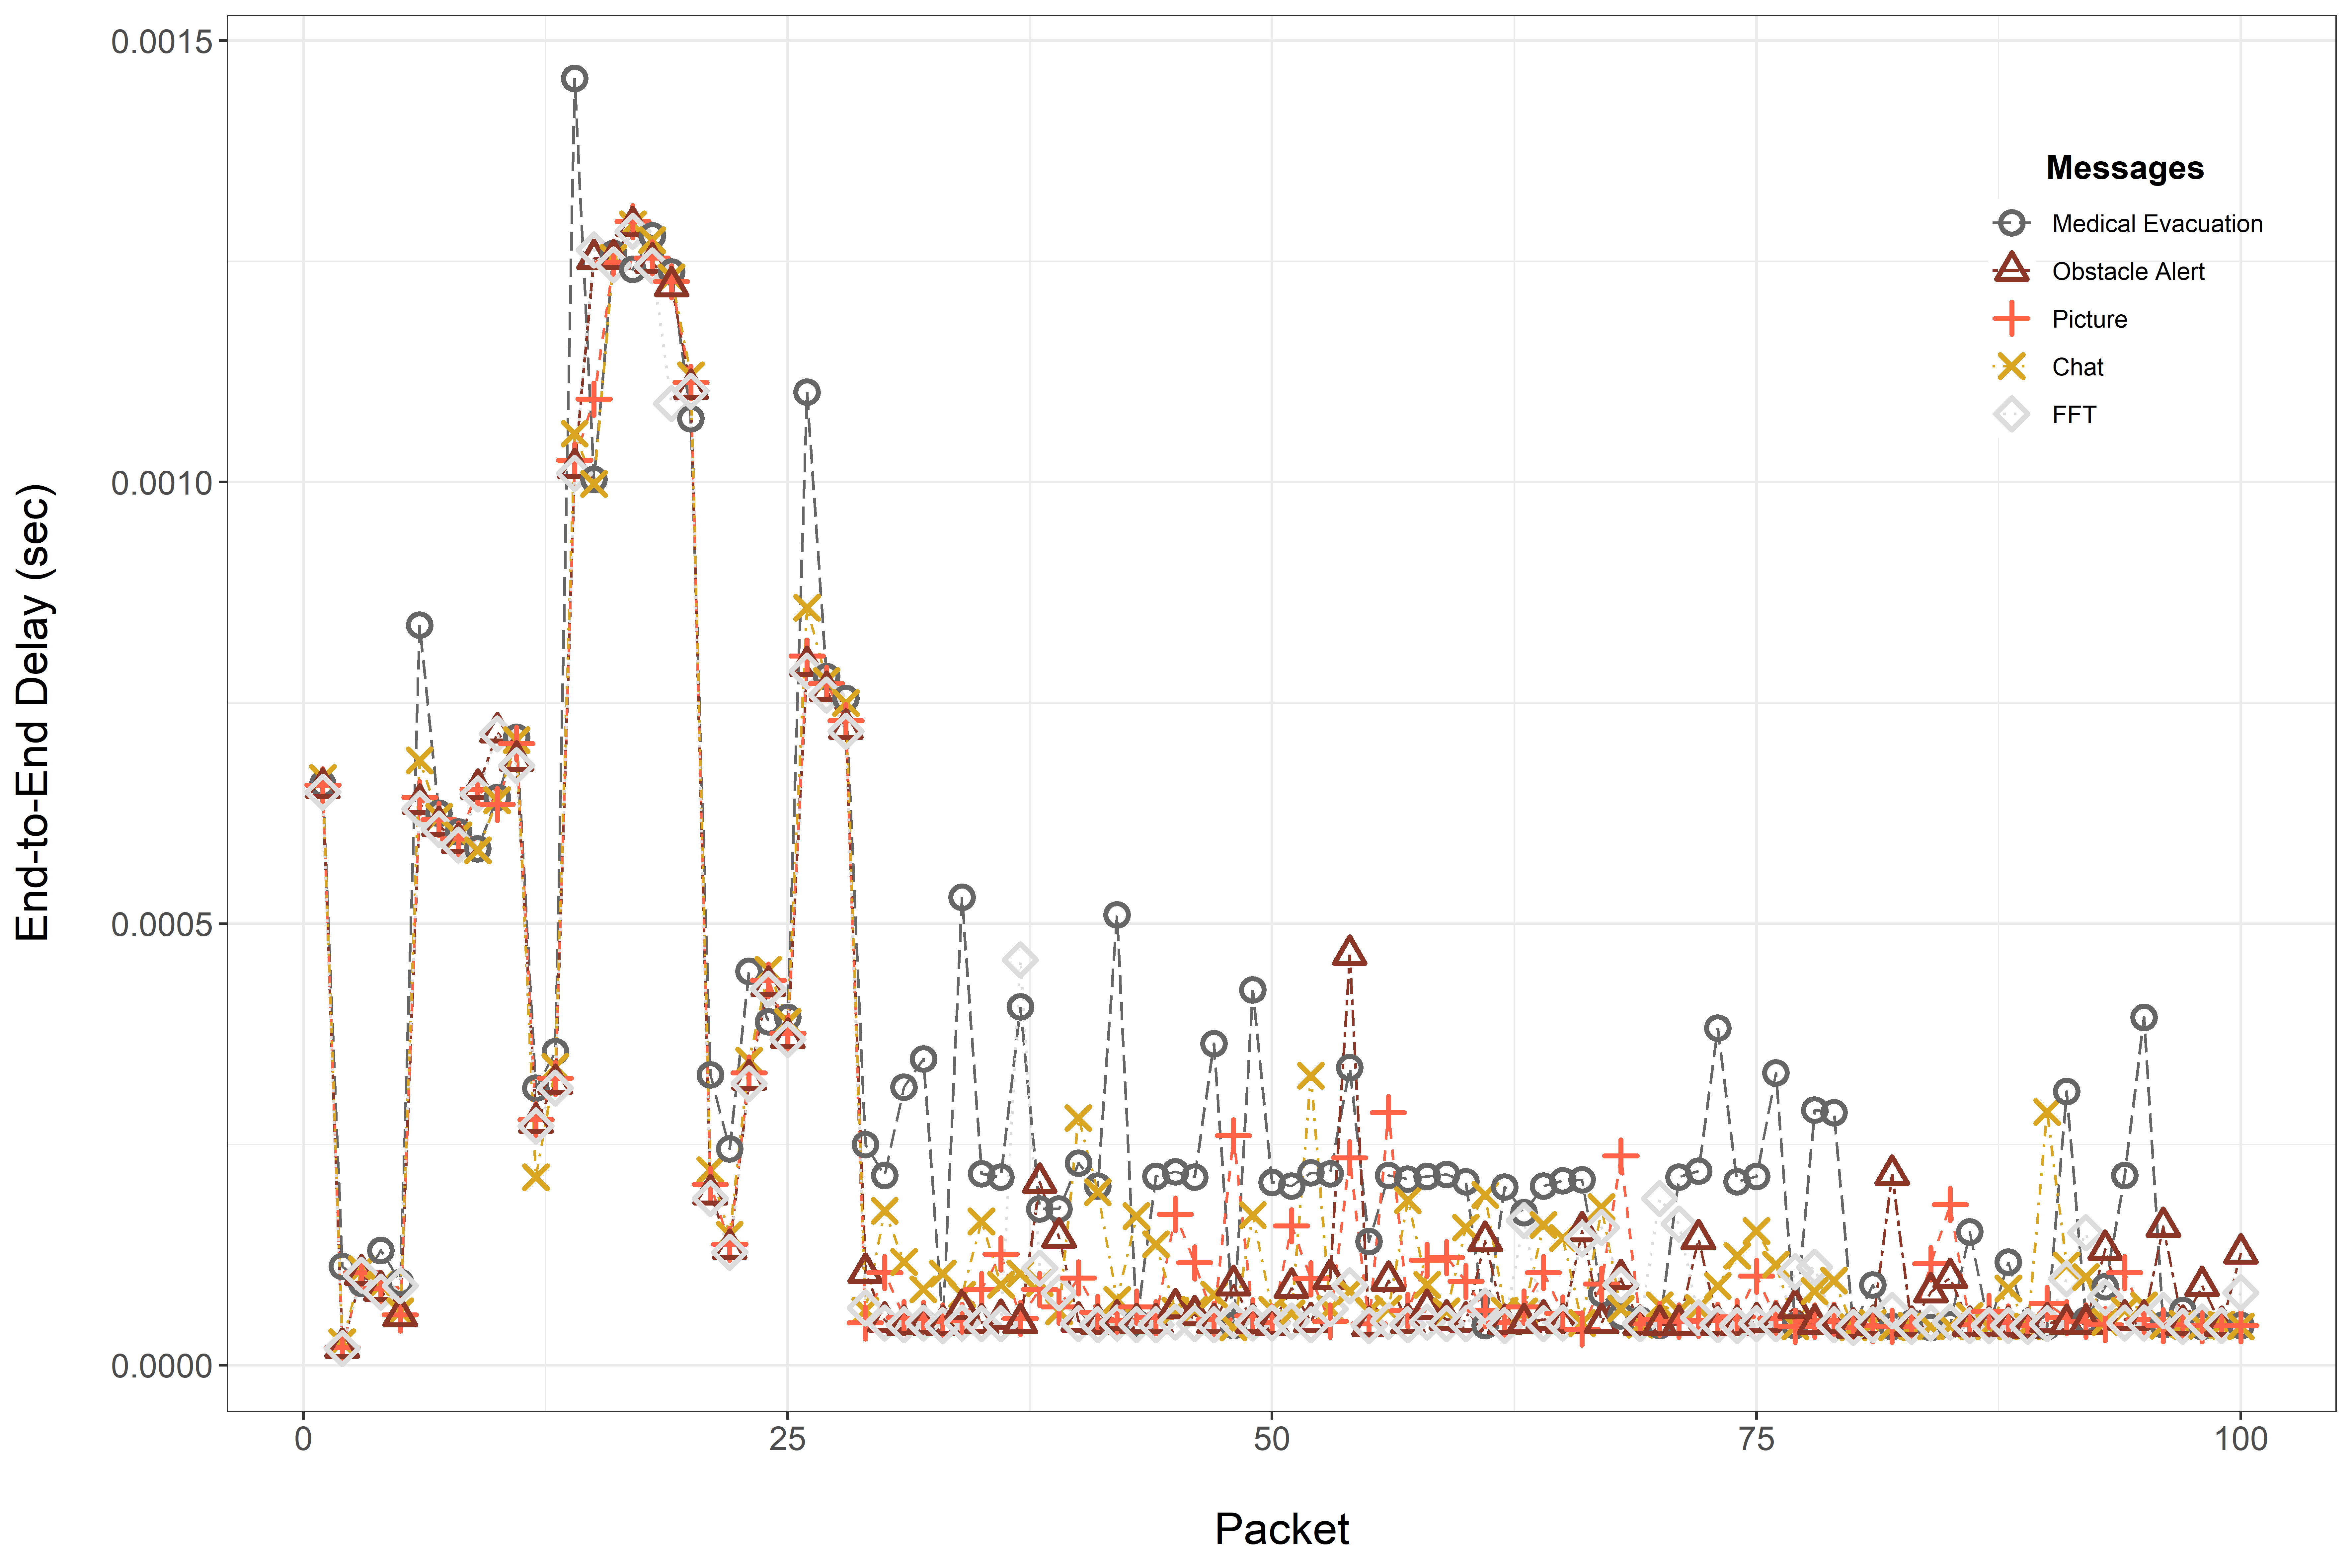 0.0015
0.0010
0.0005
0.0000
End-to-End Delay (sec)
Messages
Medical Evacuation
Obstacle Alert
Picture
Chat
FFT
0 25 50 75 100
Packet